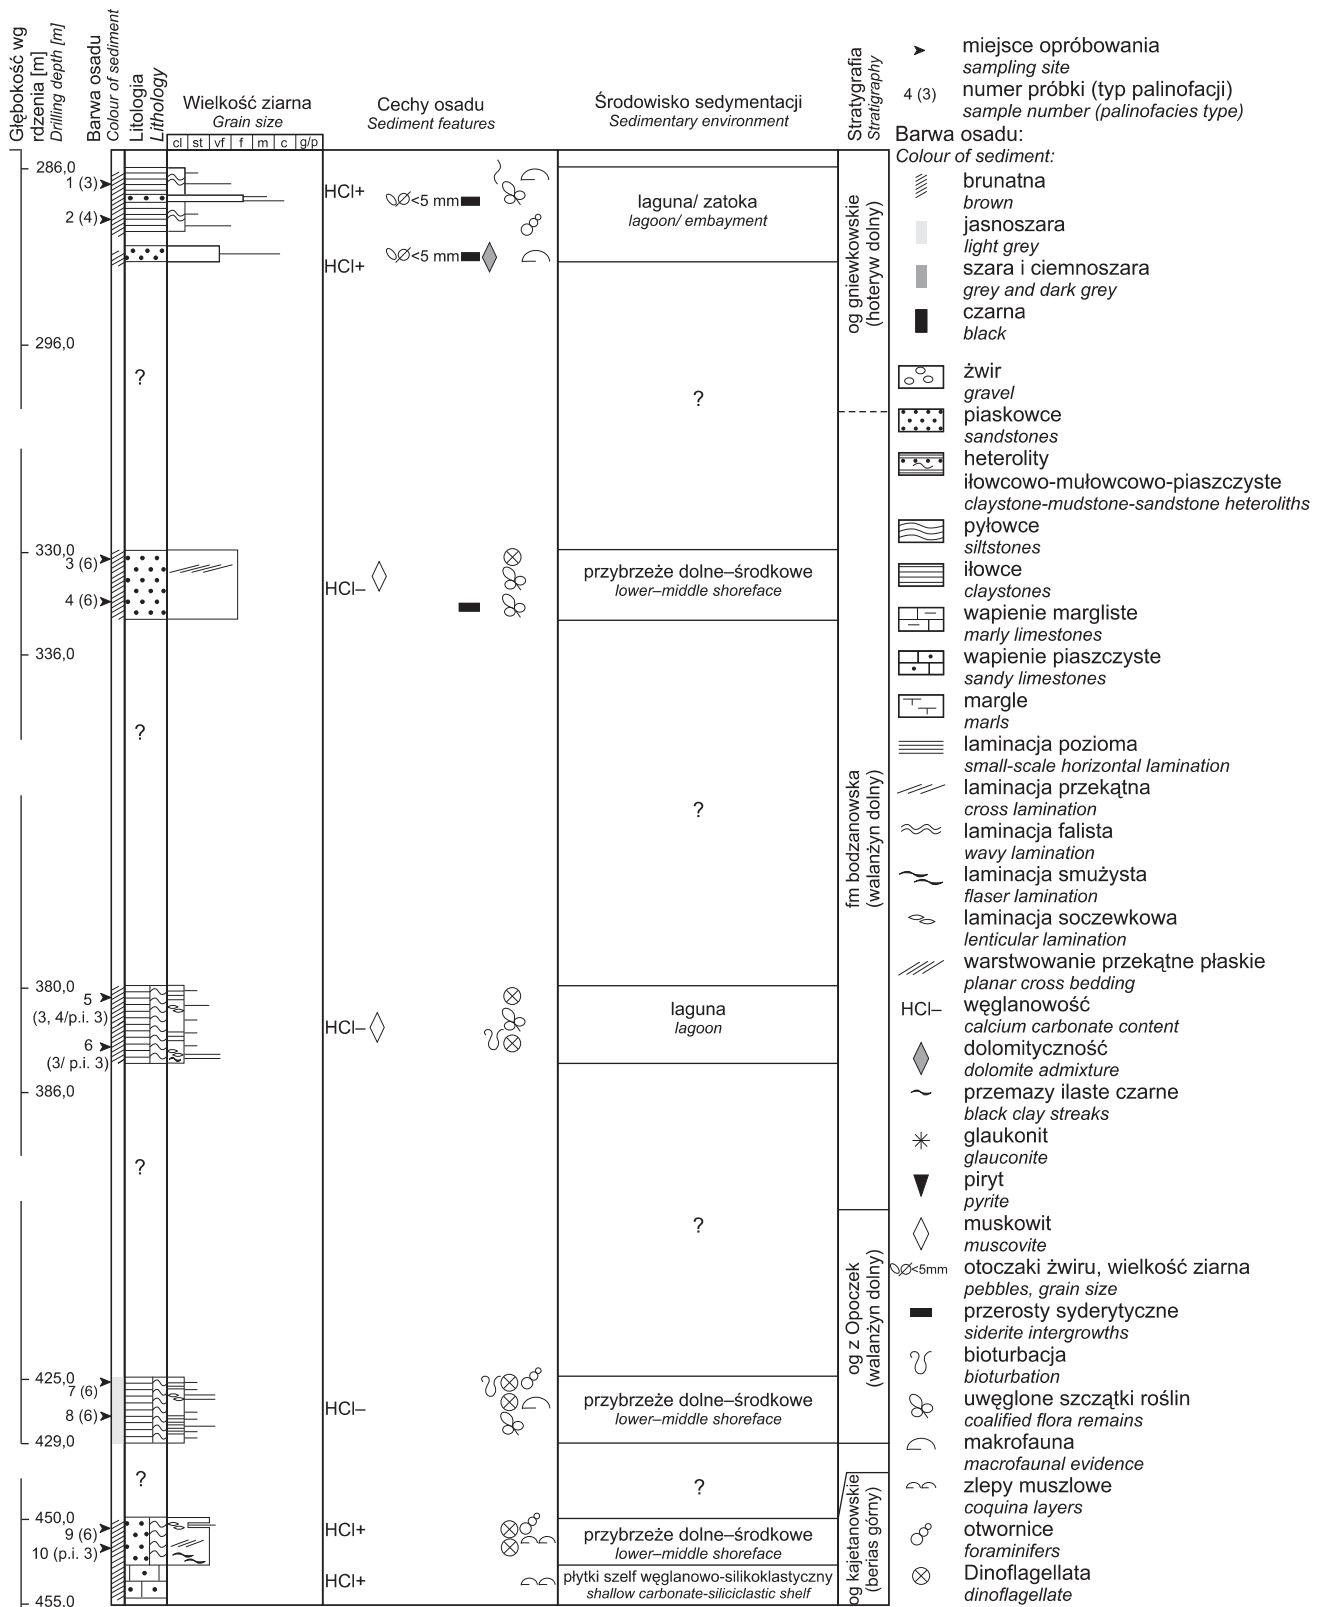 Głębokość wg
rdzenia [m]
Drilling depth [m]
Barwa osadu
Colour of sediment
Litologia
Lithology
Wielkość ziarna
Grain size
cl st vf f m c g/p
Cechy osadu
Sediment features
Środowisko sedymentacji
Sedimentary environment
Stratygrafia
Stratigraphy
286,0
1 (3)
HCl+
<5 mm
2 (4)
<5 mm
HCl+
laguna/ zatoka
lagoon/ embayment
og gniewkowskie
(hoteryw dolny)
296,0
?
?
330,0
3 (6)
4 (6)
HCl–
przybrzeże dolne–środkowe
lower–middle shoreface
336,0
?
?
fm bodzanowska
(walanżyn dolny)
380,0
5
(3, 4/p.i. 3)
6
(3/ p.i. 3)
HCl–
laguna
lagoon
386,0
?
?
og z Opoczek
(walanżyn dolny)
425,0
7 (6)
8 (6)
HCl–
przybrzeże dolne–środkowe
lower–middle shoreface
429,0
?
?
450,0
9 (6)
10 (p.i. 3)
HCl+
przybrzeże dolne–środkowe
lower–middle shoreface
HCl+
płytki szelf węglanowo-silikoklastyczny
shallow carbonate-siliciclastic shelf
455.0
og kajetanowskie
(berias górny)
miejsce opróbowania
sampling site
4 (3) numer próbki (typ palinofacji)
sample number (palinofacies type)
Barwa osadu:
Colour of sediment:
brunatna
brown
jasnoszara
light grey
szara i ciemnoszara
grey and dark grey
czarna
black
żwir
gravel
piaskowce
sandstones
heterolity
iłowcowo-mułowcowo-piaszczyste
claystone-mudstone-sandstone heteroliths
pyłowce
siltstones
iłowce
claystones
wapienie margliste
marly limestones
wapienie piaszczyste
sandy limestones
margle
marls
laminacja pozioma
small-scale horizontal lamination
laminacja przekątna
cross lamination
laminacja falista
wavy lamination
laminacja smużysta
flaser lamination
laminacja soczewkowa
lenticular lamination
warstwowanie przekątne płaskie
planar cross bedding
HCl– węglanowość
calcium carbonate content
dolomityczność
dolomite admixture
przemazy ilaste czarne
black clay streaks
glaukonit
glauconite
piryt
pyrite
muskowit
muscovite
<5mm otoczaki żwiru, wielkość ziarna
pebbles, grain size
przerosty syderytyczne
siderite intergrowths
bioturbacja
bioturbation
uwęglone szczątki roślin
coalified flora remains
makrofauna
macrofaunal evidence
zlepy muszlowe
coquina layers
otwornice
foraminifers
Dinoflagellata
dinoflagellate